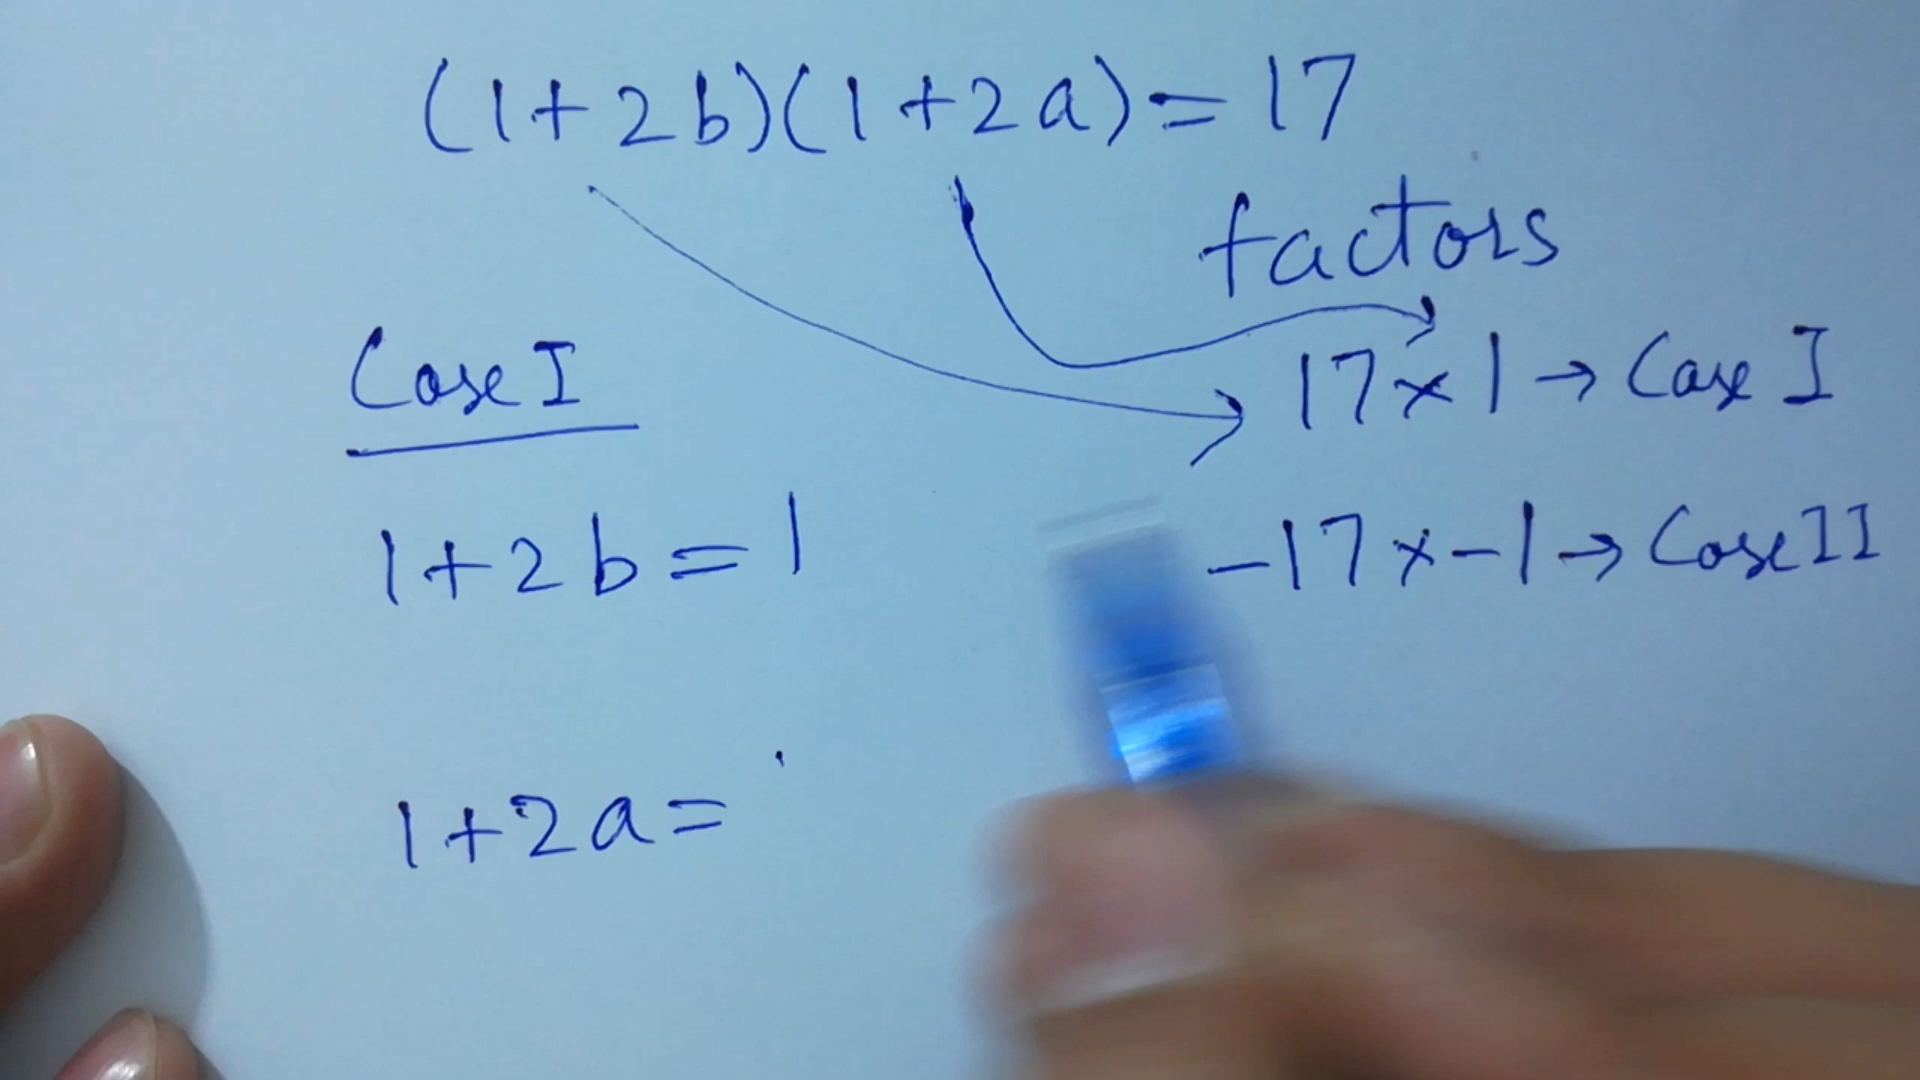 (1+2b)(1+2a)=17
factors
17×1→Case I
-17×-1→Case II
Case I
1+2b=1
1+2a=